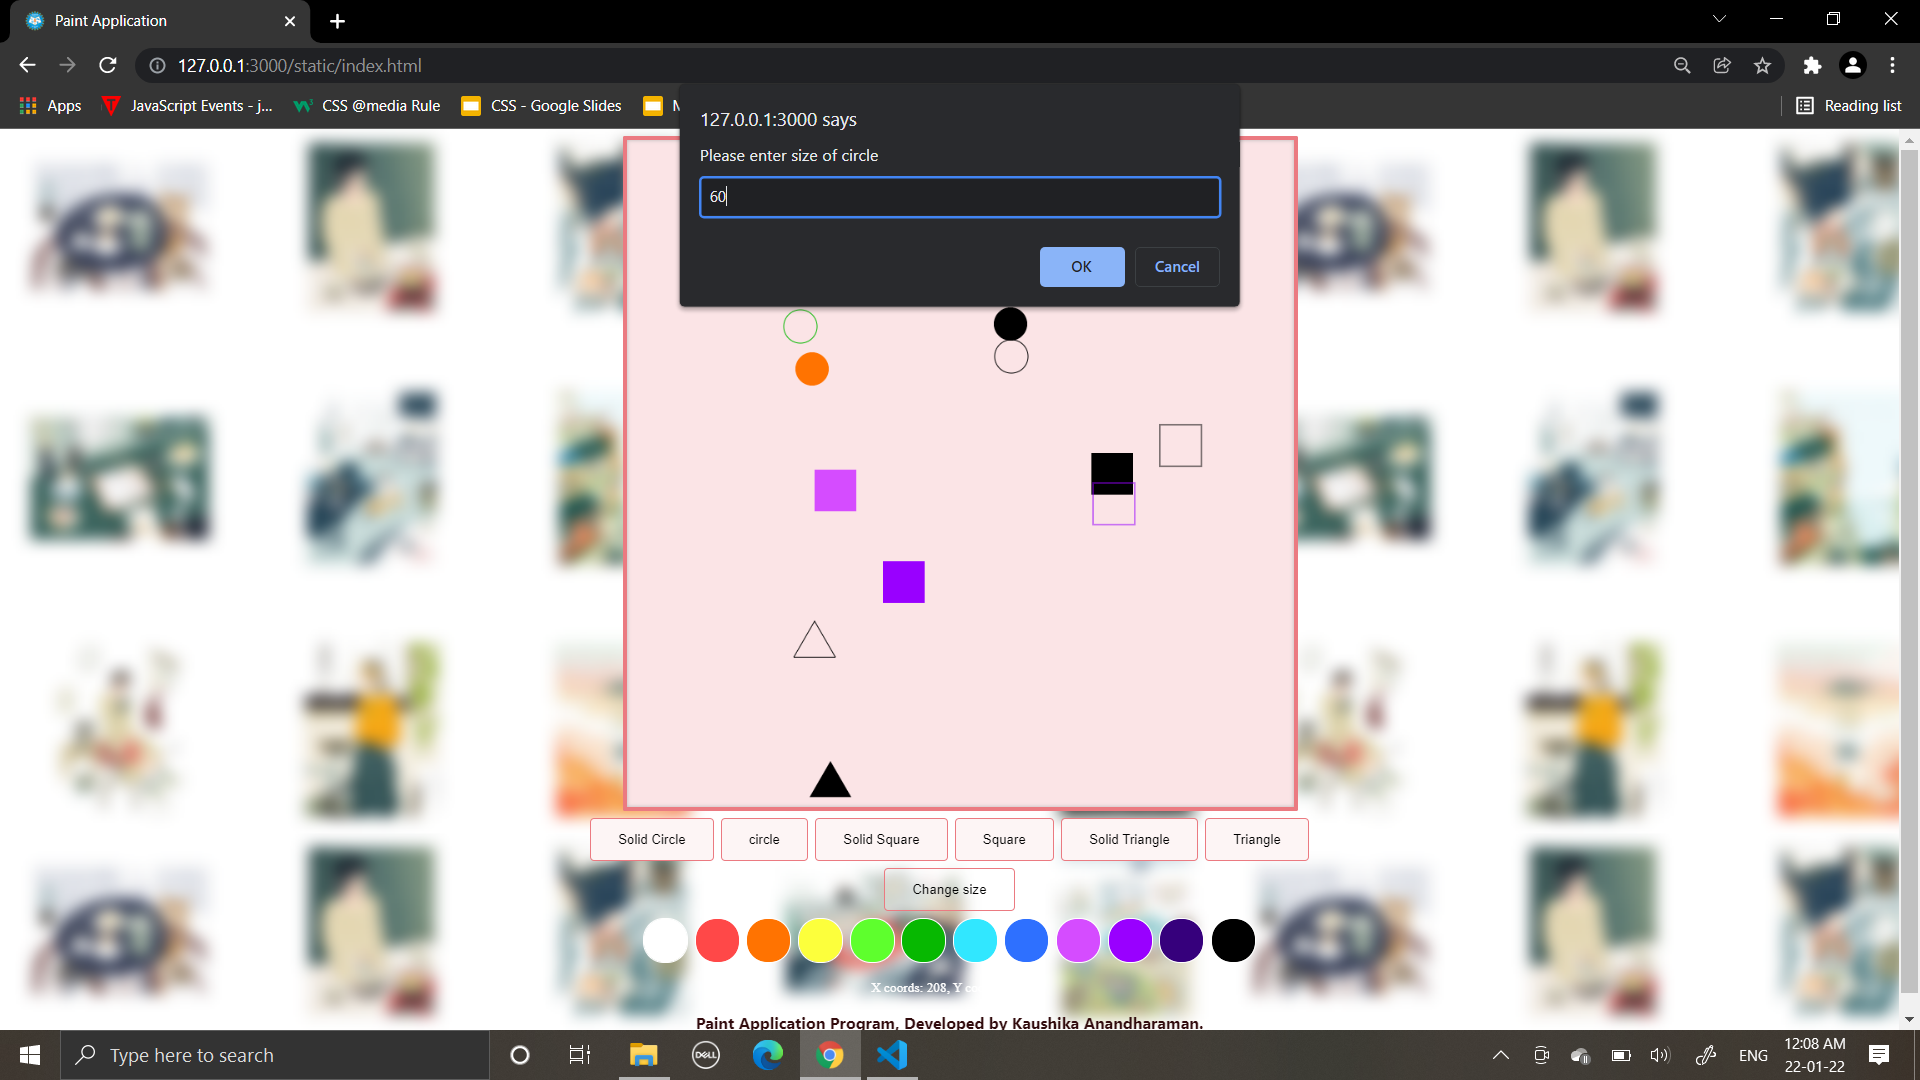 Paint Application
127.0.0.1:3000/static/index.html
Apps
JavaScript Events - j...
CSS @media Rule
CSS - Google Slides
Reading list
127.0.0.1:3000 says
Please enter size of circle
60
OK
Cancel
Solid Circle
circle
Solid Square
Square
Solid Triangle
Triangle
Change size
X coords: 208, Y
Paint Application Program, Developed by Kaushika Anandharaman.
Type here to search
DELL
ENG
12:08 AM
22-01-22